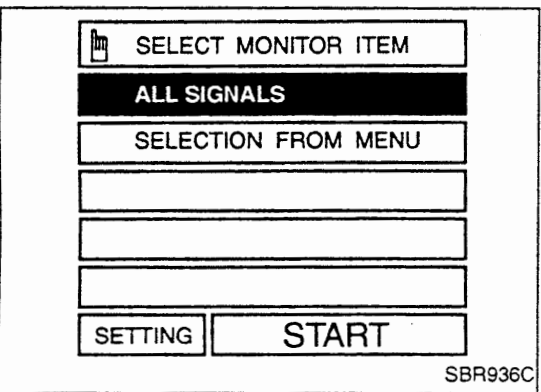 SELECT MONITOR ITEM
ALL SIGNALS
SELECTION FROM MENU
SETTING START
SBR936C